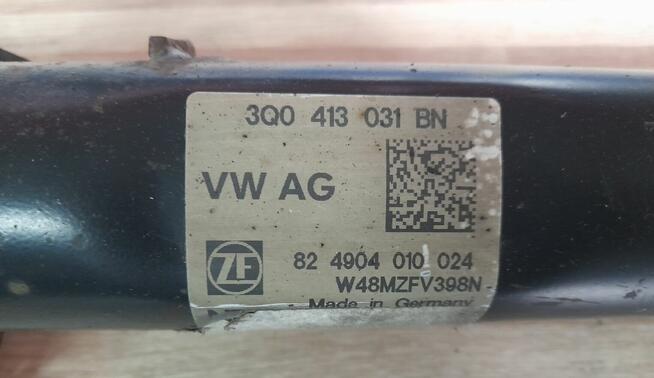 3Q0 413 031 BN
VW AG
ZF
82 4904 010 024
W48MZFV398N
Made in Germany